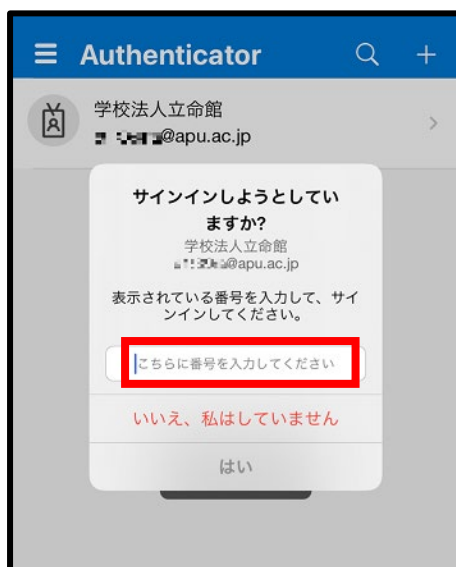 Authenticator
学校法人立命館
@apu.ac.jp
サインインしようとしてい
ますか?
学校法人立命館
@apu.ac.jp
表示されている番号を入力して、サイ
ンインしてください。
こちらに番号を入力してください
いいえ、私はしていません
はい